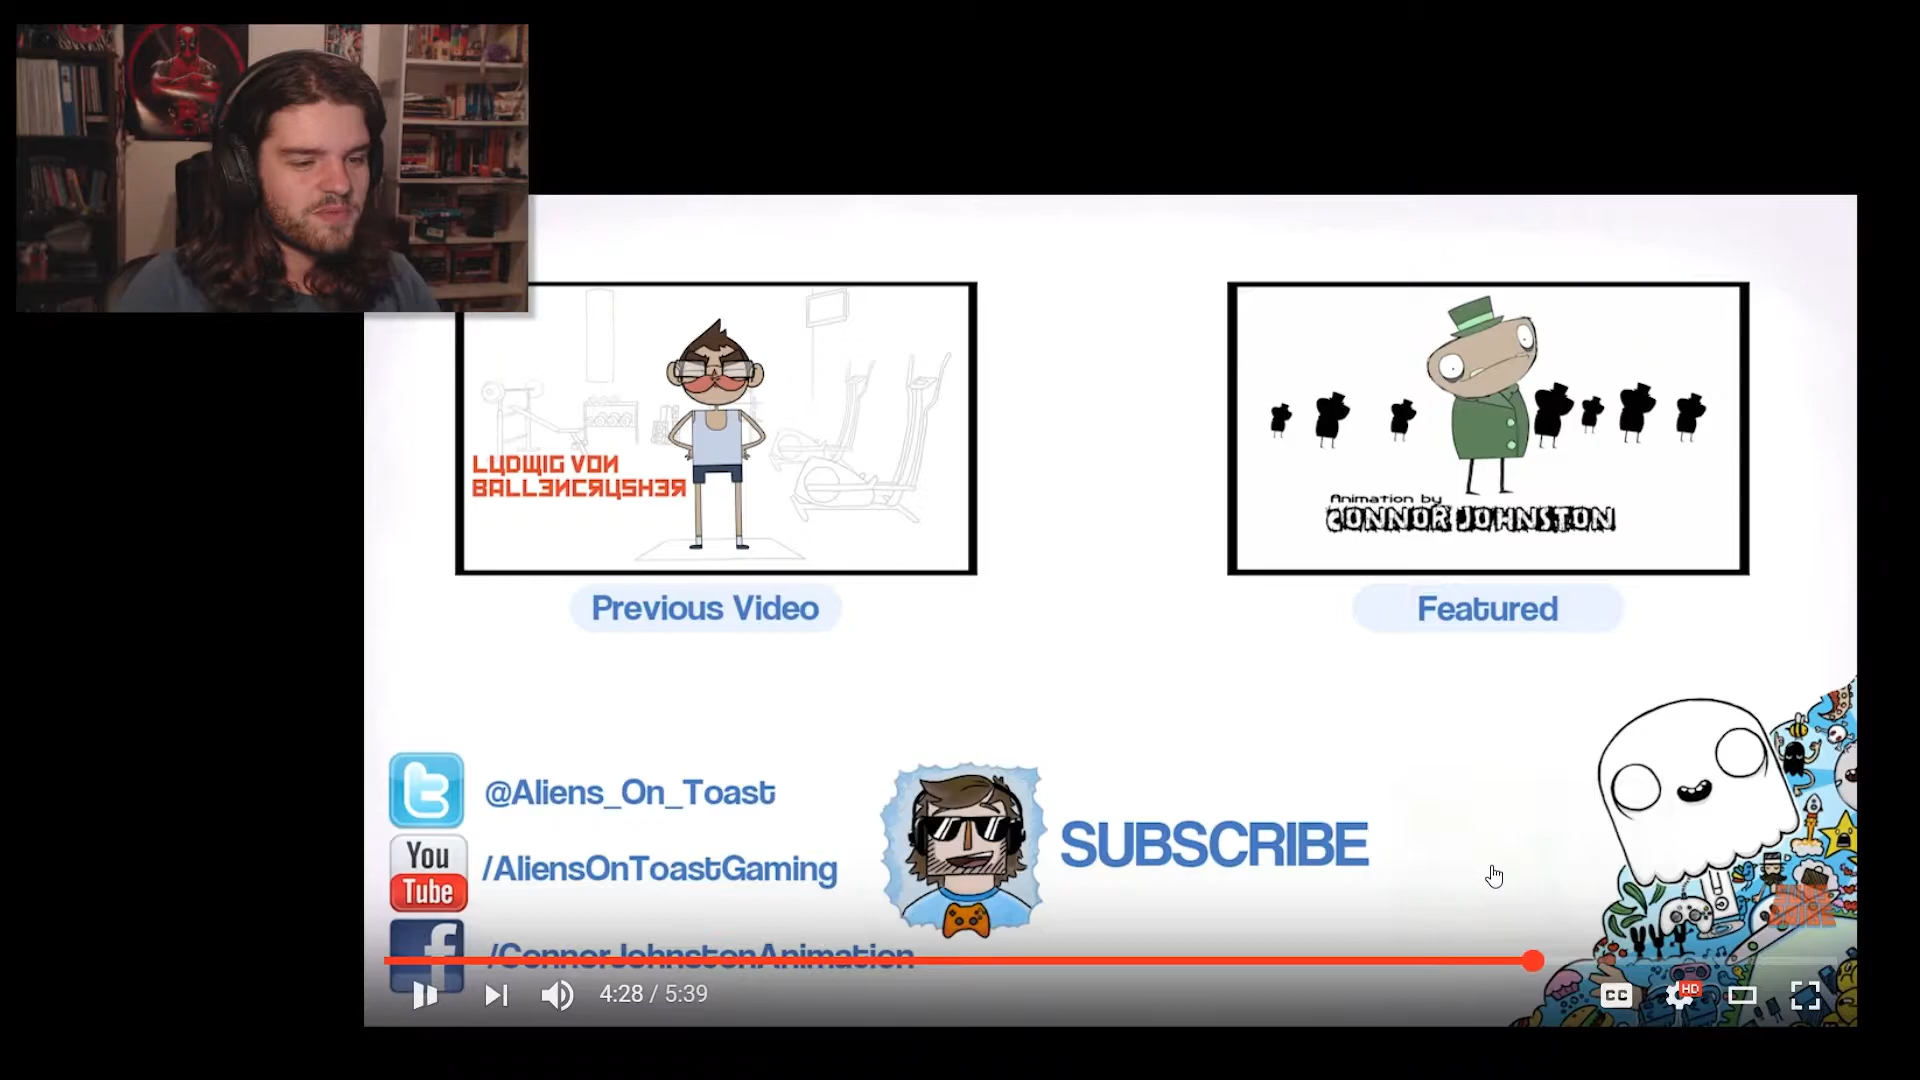 LUDWIG VON
BALLENCRUSHER
Previous Video
Animation by
CONNOR JOHNSTON
Featured
@Aliens_On_Toast
You
Tube
/AliensOnToastGaming
/ConnorJohnstonAnimation
SUBSCRIBE
4:28 / 5:39
CC
HD